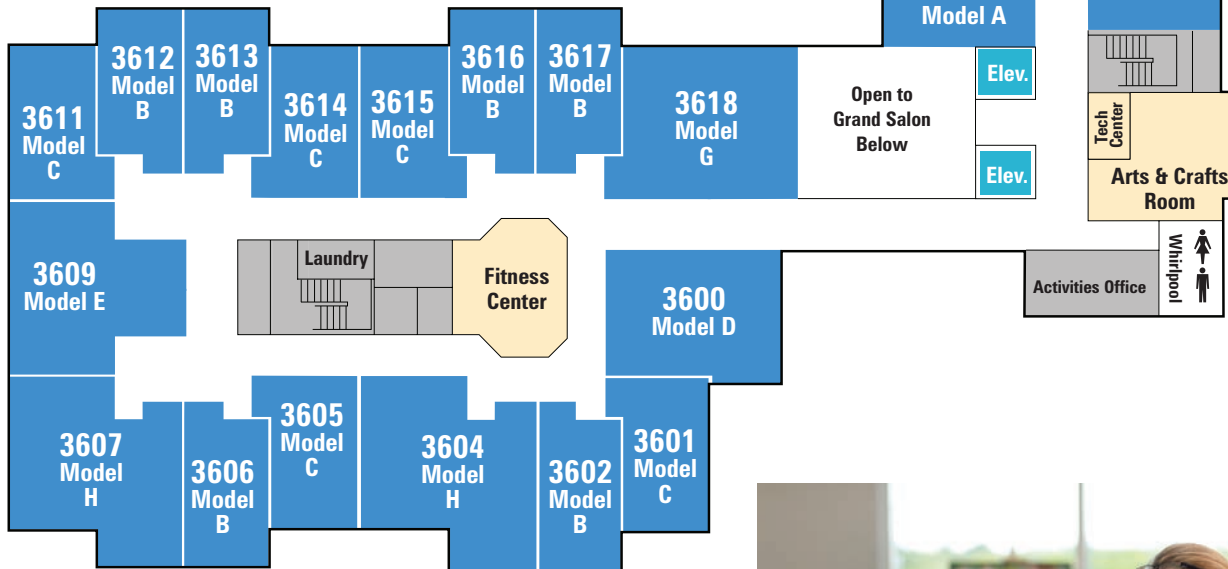 Model A
3612
Model
B
3613
Model
B
3616
Model
B
3617
Model
B
3611
Model
C
3614
Model
C
3615
Model
C
3618
Model
G
Open to
Grand Salon
Below
Elev.
Elev.
Tech
Center
Arts & Crafts
Room
Whirlpool
3609
Model E
Laundry
Fitness
Center
3600
Model D
Activities Office
3607
Model
H
3606
Model
B
3605
Model
C
3604
Model
H
3602
Model
B
3601
Model
C